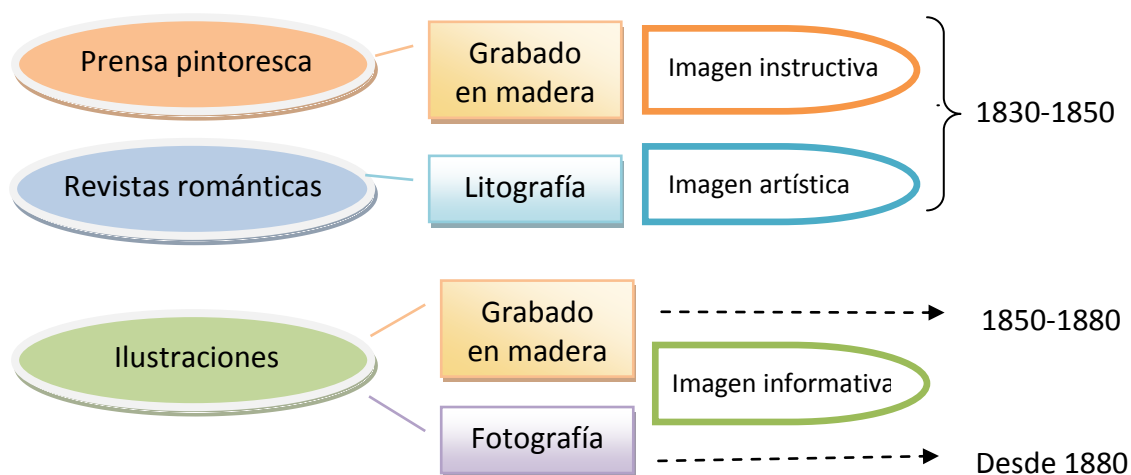 Prensa pintoresca
Grabado
en madera
Imagen instructiva
1830-1850
Revistas románticas
Litografía
Imagen artística
Ilustraciones
Grabado
en madera
1850-1880
Imagen informativa
Fotografía
Desde 1880